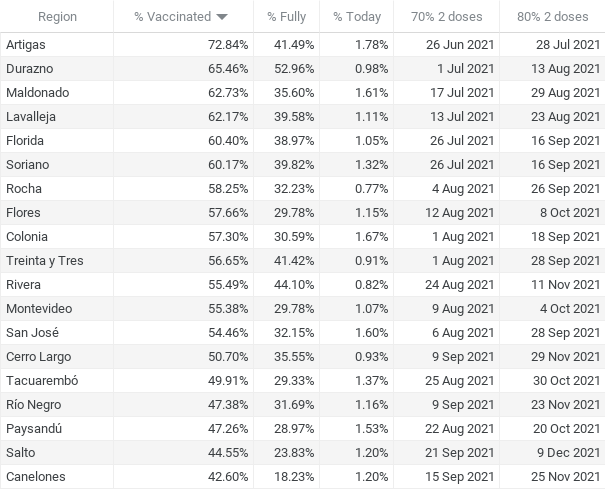 Region % Vaccinated % Fully % Today 70% 2 doses 80% 2 doses
Artigas 72.84% 41.49% 1.78% 26 Jun 2021 28 Jul 2021
Durazno 65.46% 52.96% 0.98% 1 Jul 2021 13 Aug 2021
Maldonado 62.73% 35.60% 1.61% 17 Jul 2021 29 Aug 2021
Lavalleja 62.17% 39.58% 1.11% 13 Jul 2021 23 Aug 2021
Florida 60.40% 38.97% 1.05% 26 Jul 2021 16 Sep 2021
Soriano 60.17% 39.82% 1.32% 26 Jul 2021 16 Sep 2021
Rocha 58.25% 32.23% 0.77% 4 Aug 2021 26 Sep 2021
Flores 57.66% 29.78% 1.15% 12 Aug 2021 8 Oct 2021
Colonia 57.30% 30.59% 1.67% 1 Aug 2021 18 Sep 2021
Treinta y Tres 56.65% 41.42% 0.91% 1 Aug 2021 28 Sep 2021
Rivera 55.49% 44.10% 0.82% 24 Aug 2021 11 Nov 2021
Montevideo 55.38% 29.78% 1.07% 9 Aug 2021 4 Oct 2021
San José 54.46% 32.15% 1.60% 6 Aug 2021 28 Sep 2021
Cerro Largo 50.70% 35.55% 0.93% 9 Sep 2021 29 Nov 2021
Tacuarembó 49.91% 29.33% 1.37% 25 Aug 2021 30 Oct 2021
Río Negro 47.38% 31.69% 1.16% 9 Sep 2021 23 Nov 2021
Paysandú 47.26% 28.97% 1.53% 22 Aug 2021 20 Oct 2021
Salto 44.55% 23.83% 1.20% 21 Sep 2021 9 Dec 2021
Canelones 42.60% 18.23% 1.20% 15 Sep 2021 25 Nov 2021